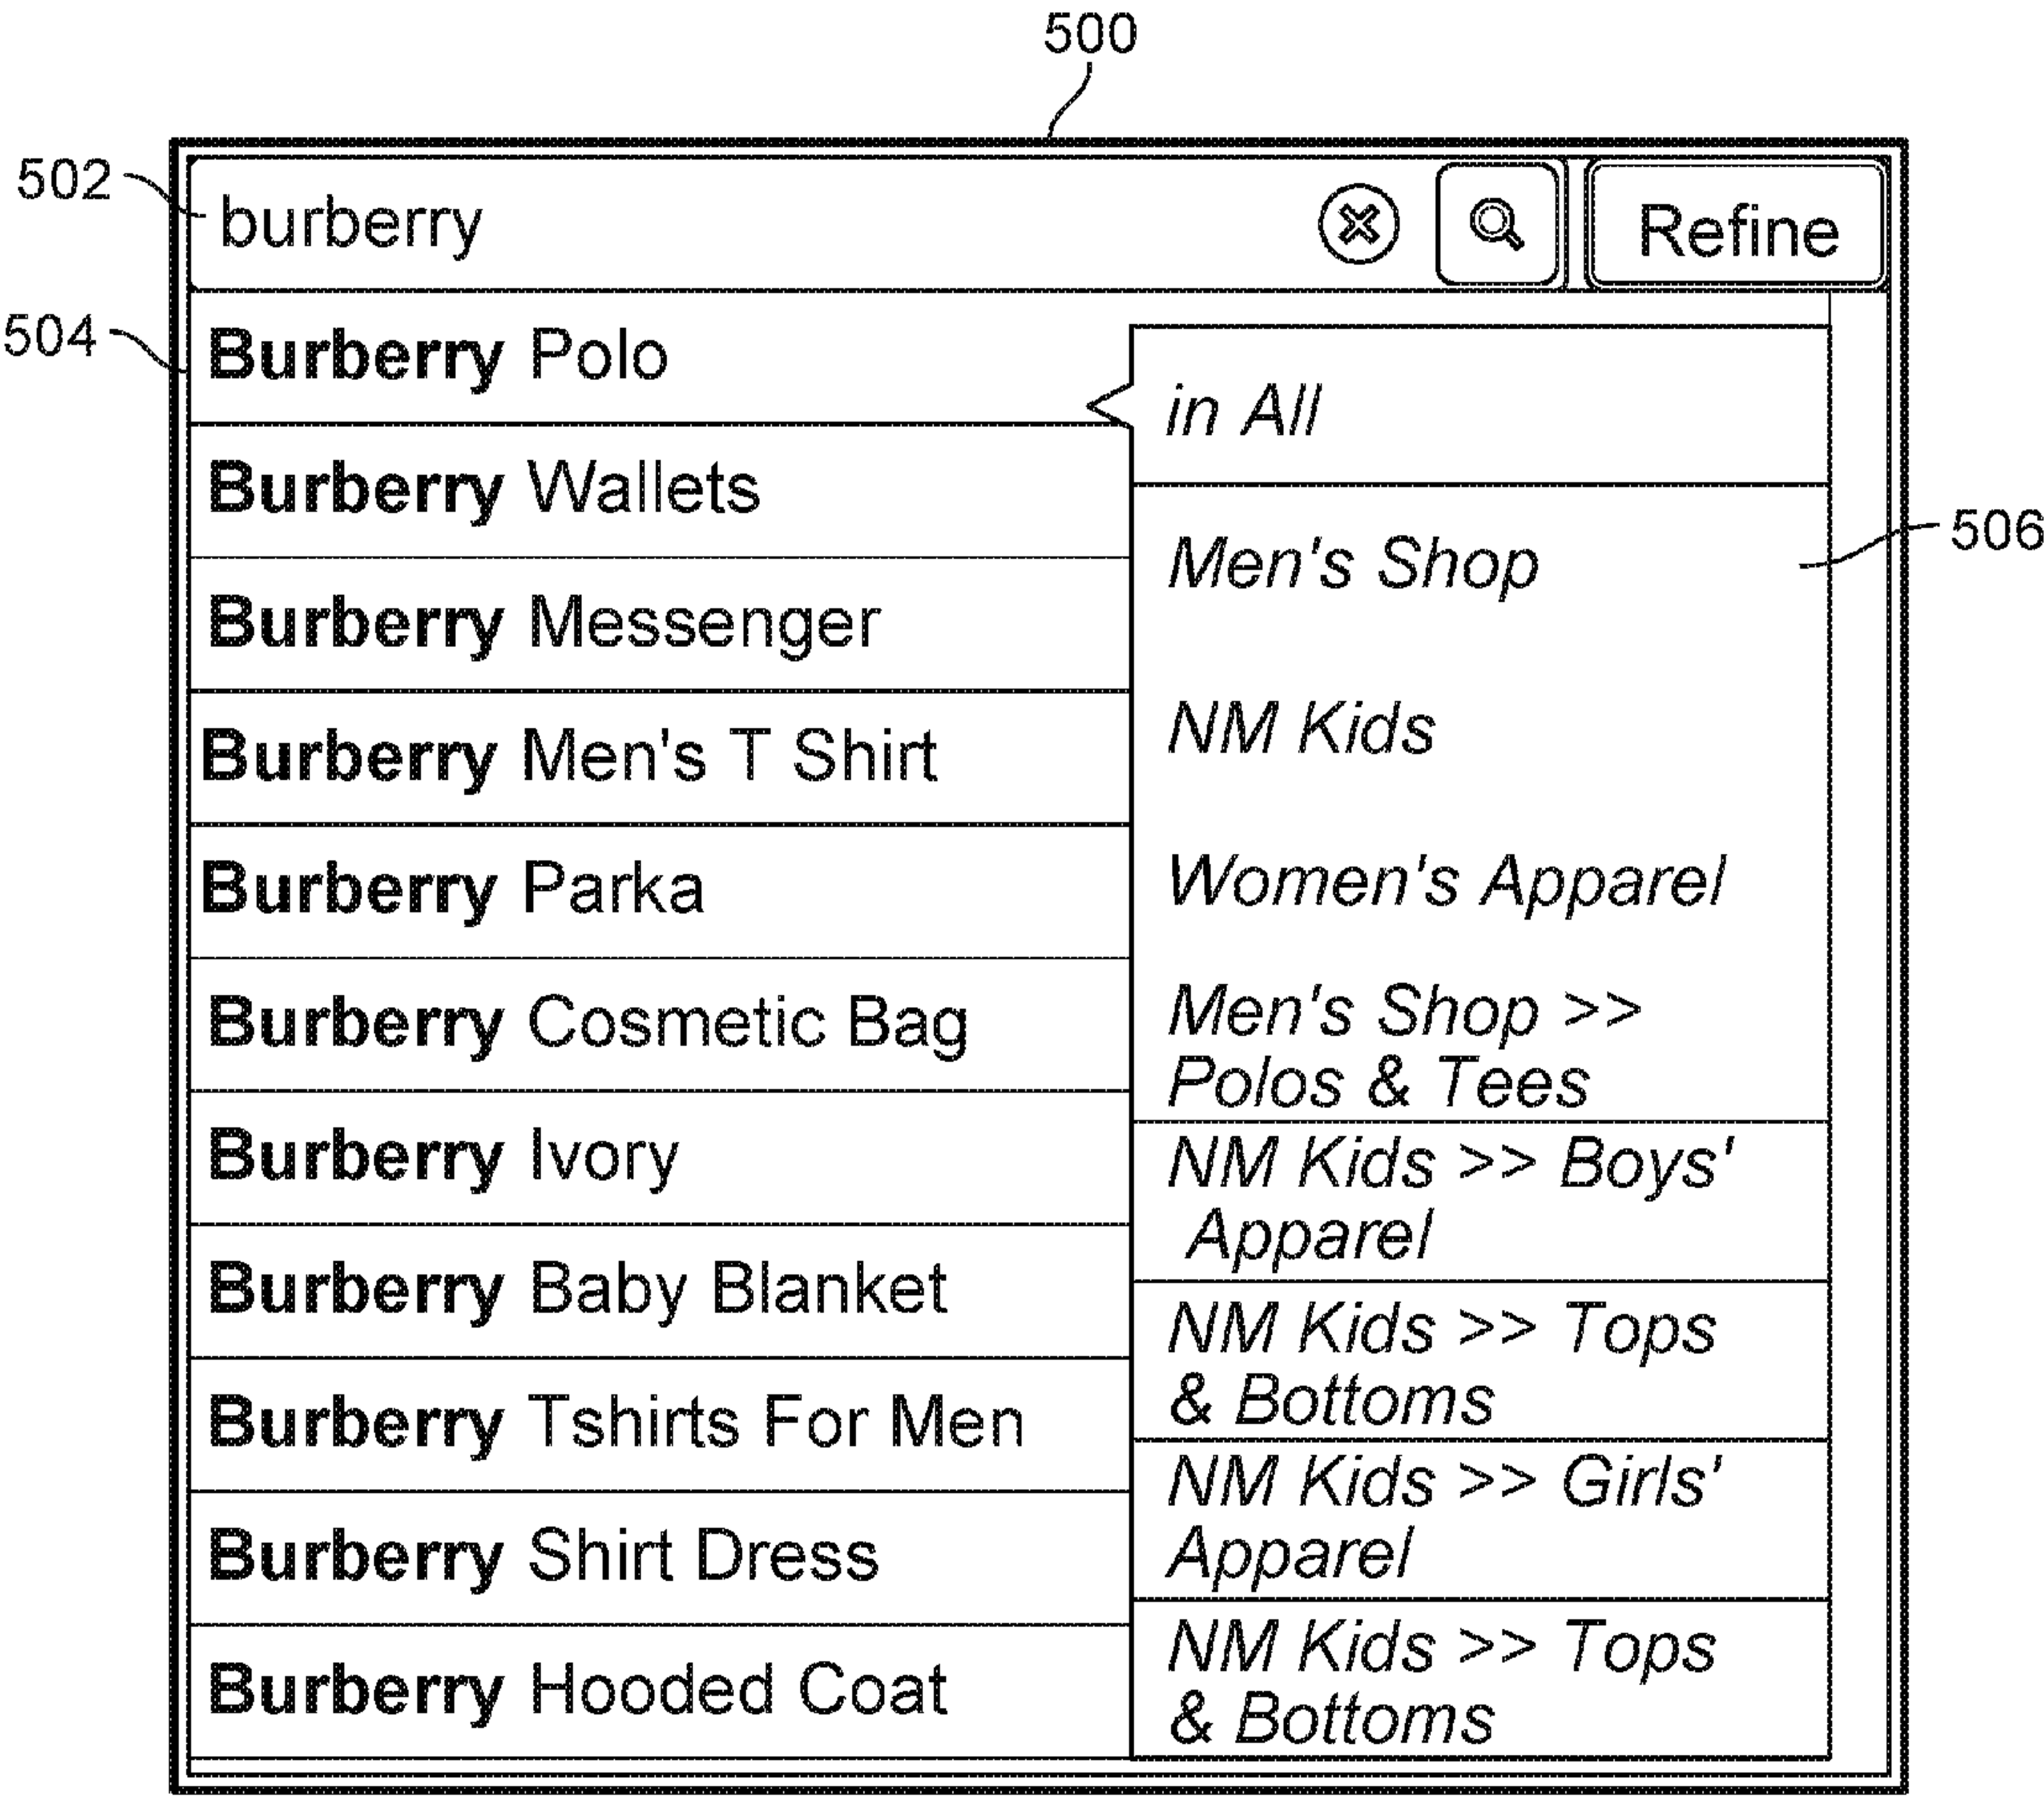 500
502
burberry
Refine
504
Burberry Polo
Burberry Wallets
Burberry Messenger
Burberry Men's T Shirt
Burberry Parka
Burberry Cosmetic Bag
Burberry Ivory
Burberry Baby Blanket
Burberry Tshirts For Men
Burberry Shirt Dress
Burberry Hooded Coat
in All
Men's Shop
506
NM Kids
Women's Apparel
Men's Shop >>
Polos & Tees
NM Kids >> Boys'
Apparel
NM Kids >> Tops
& Bottoms
NM Kids >> Girls'
Apparel
NM Kids >> Tops
& Bottoms